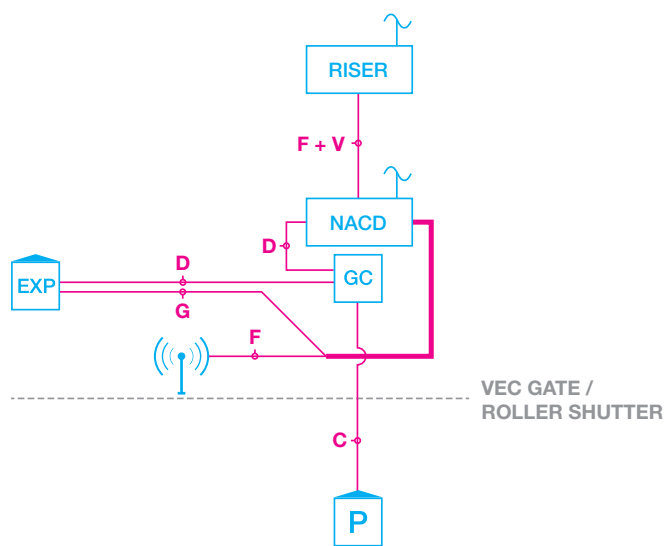 RISER
F + V
NACD
D
D
GC
EXP
G
F
VEC GATE /
ROLLER SHUTTER
C
P